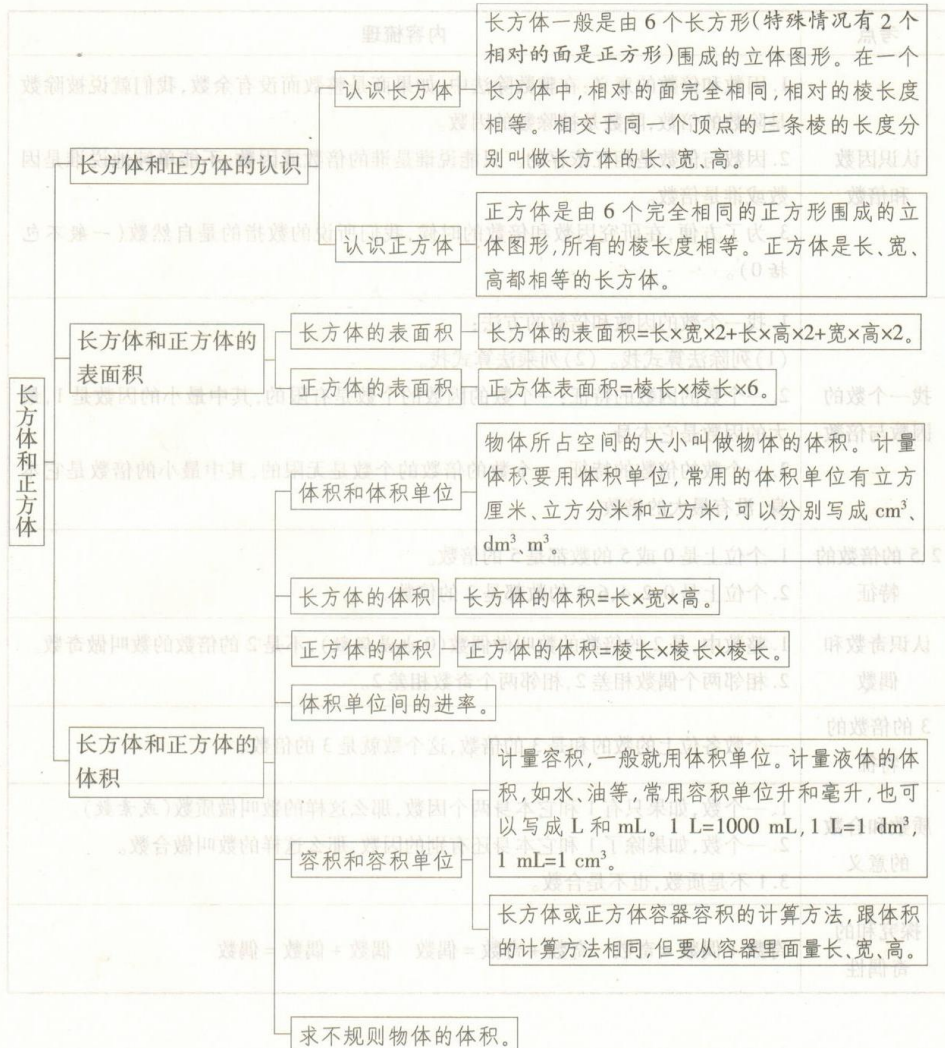 长方体和正方体
长方体和正方体的认识
认识长方体
长方体一般是由6个长方形(特殊情况有2个
相对的面是正方形)围成的立体图形。在一个
长方体中,相对的面完全相同,相对的棱长度
相等。相交于同一个顶点的三条棱的长度分
别叫做长方体的长、宽、高。
认识正方体
正方体是由6个完全相同的正方形围成的立
体图形,所有的棱长度相等。正方体是长、宽、
高都相等的长方体。
长方体和正方体的
表面积
长方体的表面积
长方体的表面积=长×宽×2+长×高×2+宽×高×2。
正方体的表面积
正方体表面积=棱长×棱长×6。
长方体和正方体的
体积
体积和体积单位
物体所占空间的大小叫做物体的体积。计量
体积要用体积单位,常用的体积单位有立方
厘米、立方分米和立方米,可以分别写成 cm³、
dm³、m³。
长方体的体积
长方体的体积=长×宽×高。
正方体的体积
正方体的体积=棱长×棱长×棱长。
体积单位间的进率。
容积和容积单位
计量容积,一般就用体积单位。计量液体的体
积,如水、油等,常用容积单位升和毫升,也可
以写成 L 和 mL。1 L=1000 mL,1 L=1 dm³,
1 mL=1 cm³。
长方体或正方体容器容积的计算方法,跟体积
的计算方法相同,但要从容器里面量长、宽、高。
求不规则物体的体积。